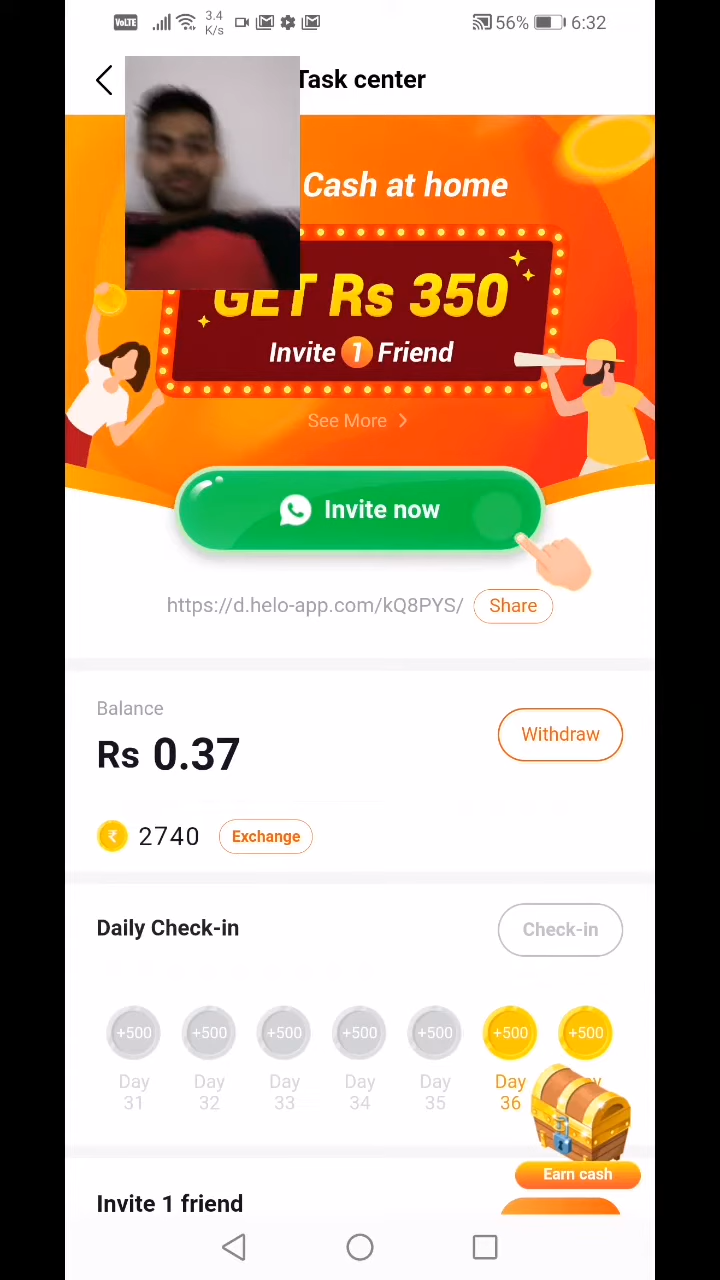 VoLTE 3.4 K/s 56% 6:32
Task center
Cash at home
GET Rs 350
Invite 1 Friend
See More >
Invite now
https://d.helo-app.com/kQ8PYS/ Share
Balance
Rs 0.37 Withdraw
₹ 2740 Exchange
Daily Check-in Check-in
+500 +500 +500 +500 +500 +500 +500
Day Day Day Day Day Day
31 32 33 34 35 36
Earn cash
Invite 1 friend